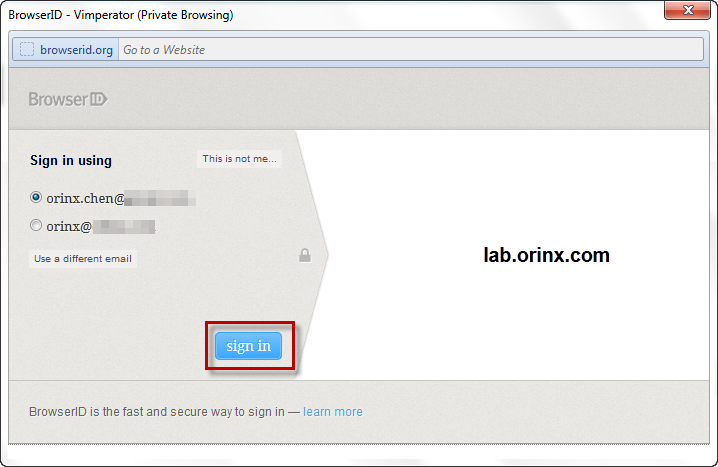 BrowserID - Vimperator (Private Browsing)
browserid.org Go to a Website
BrowserID
Sign in using
This is not me...
orinx.chen@
orinx@
Use a different email
lab.orinx.com
sign in
BrowserID is the fast and secure way to sign in — learn more